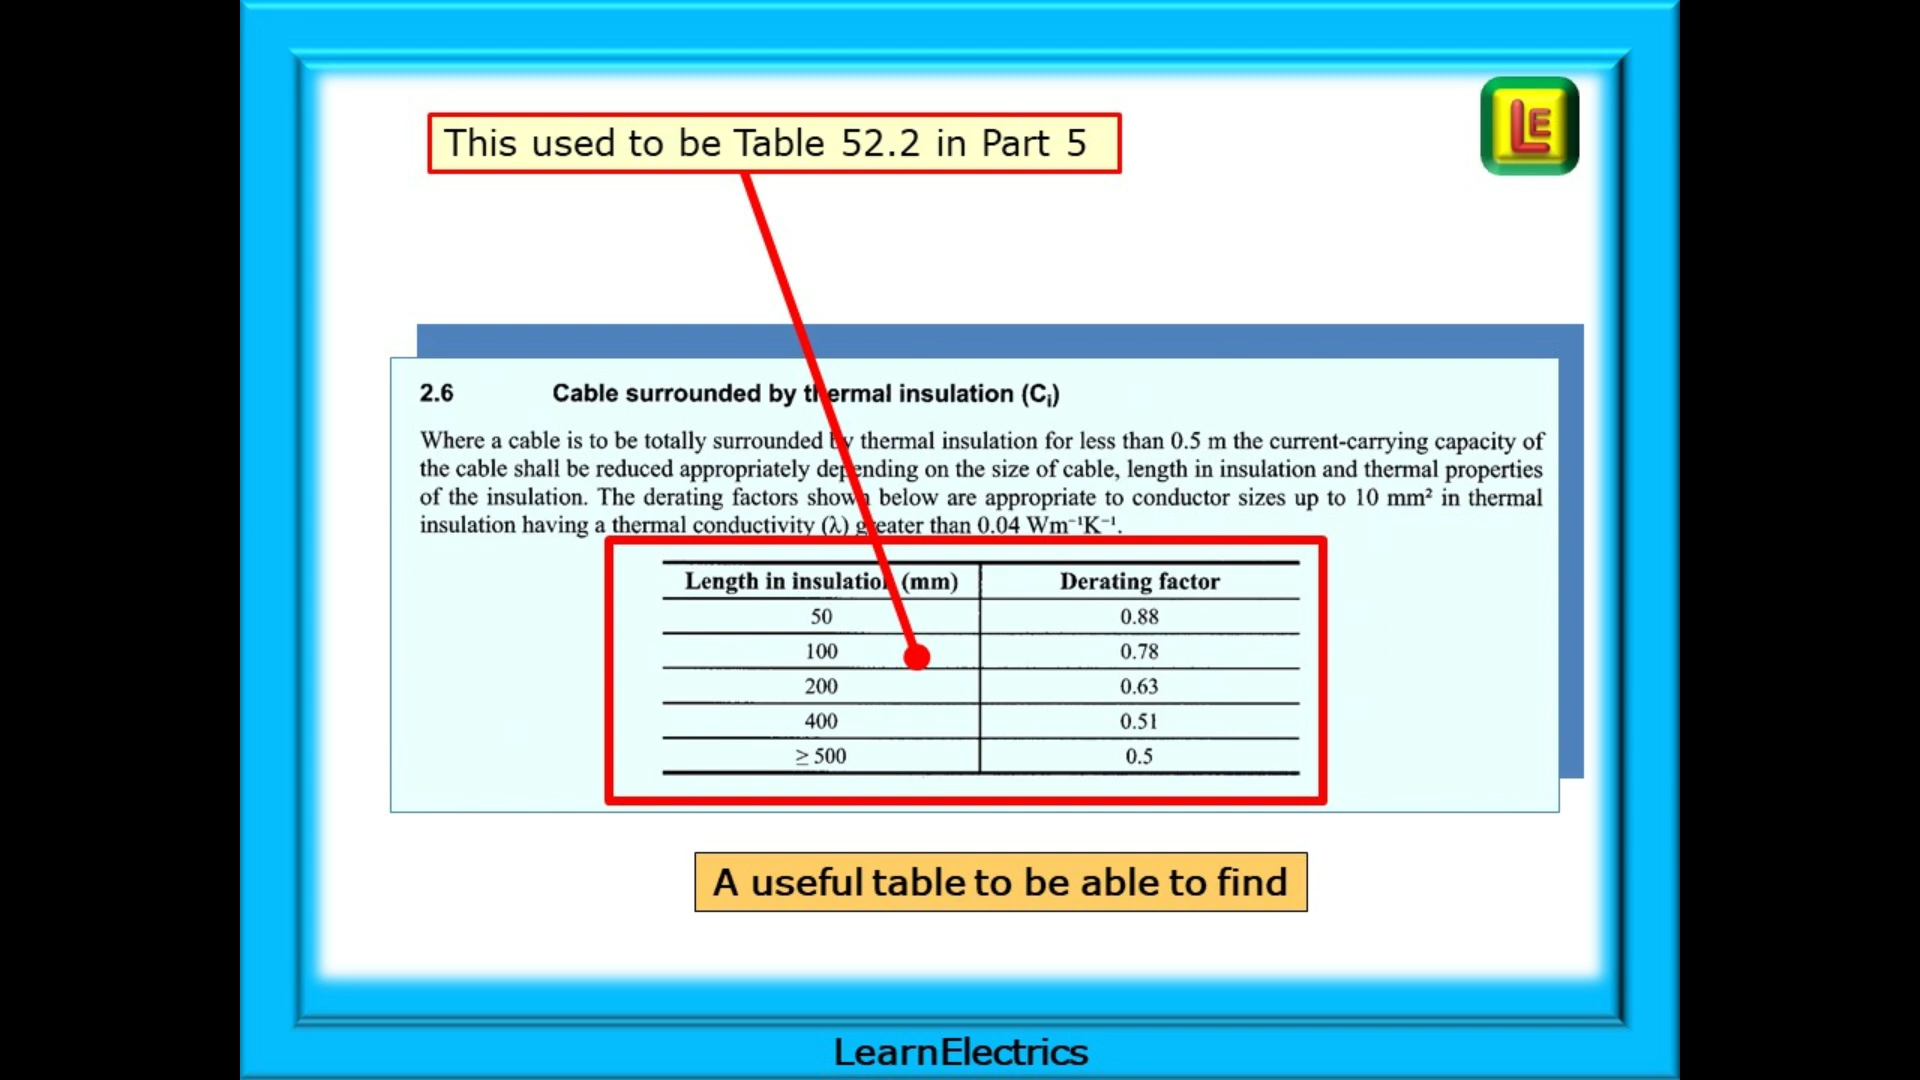 This used to be Table 52.2 in Part 5
LE
2.6 Cable surrounded by thermal insulation (Cᵢ)
Where a cable is to be totally surrounded by thermal insulation for less than 0.5 m the current-carrying capacity of
the cable shall be reduced appropriately depending on the size of cable, length in insulation and thermal properties
of the insulation. The derating factors shown below are appropriate to conductor sizes up to 10 mm² in thermal
insulation having a thermal conductivity (λ) greater than 0.04 Wm⁻¹K⁻¹.
Length in insulation (mm) Derating factor
50 0.88
100 0.78
200 0.63
400 0.51
≥ 500 0.5
A useful table to be able to find
LearnElectrics